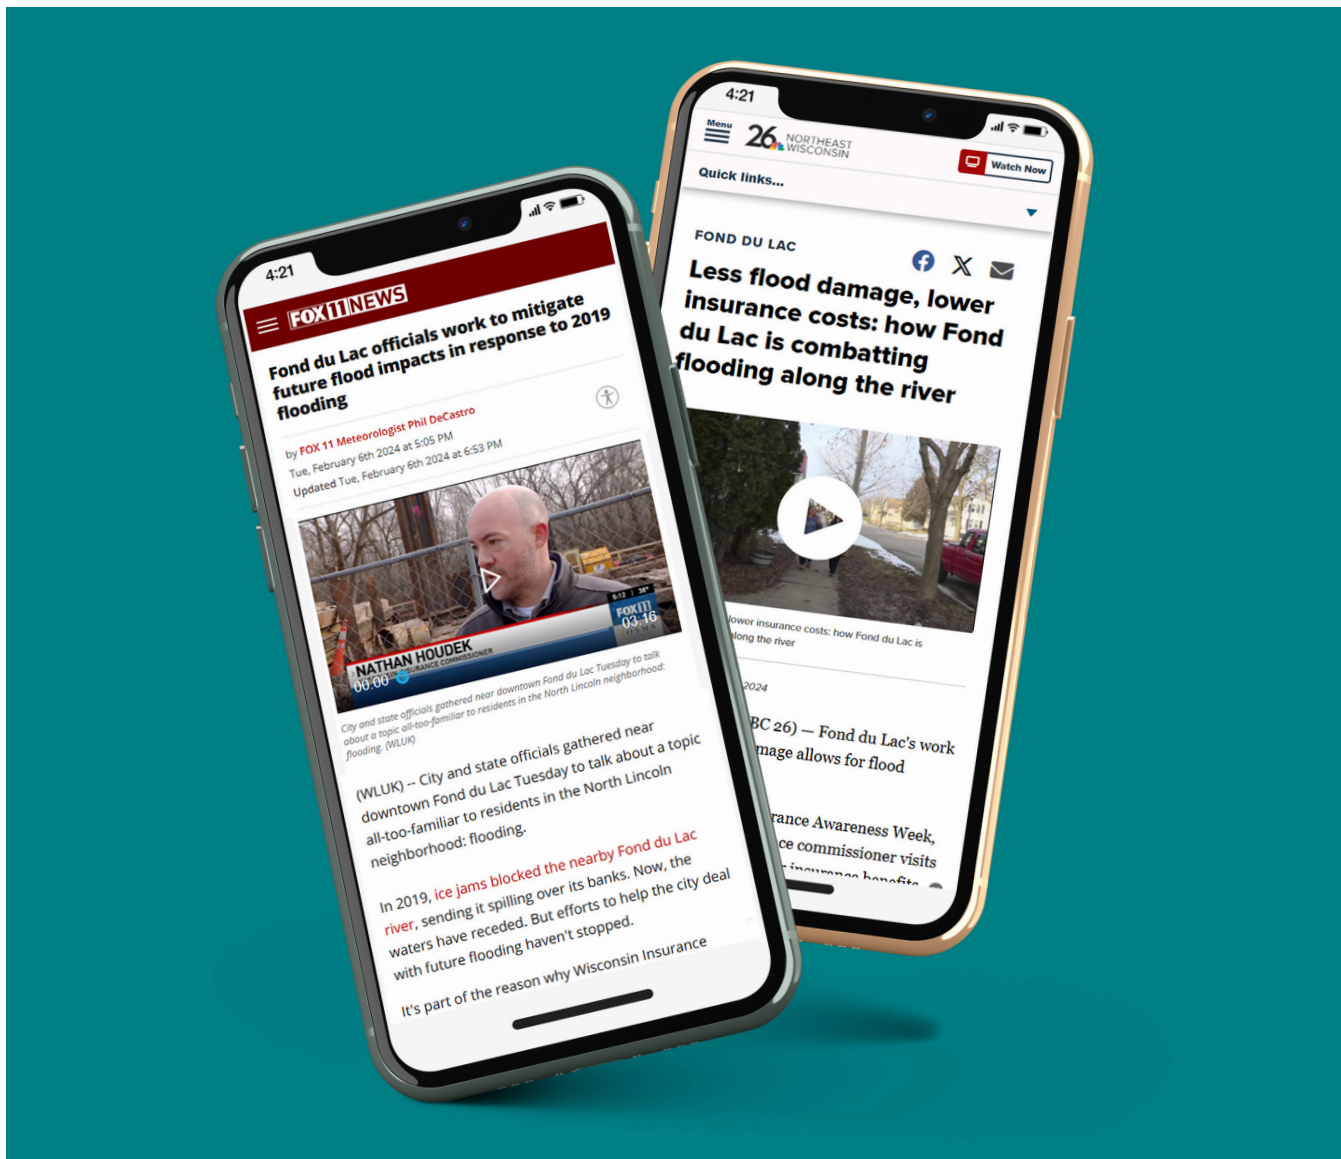 4:21
FOX 11 NEWS
Fond du Lac officials work to mitigate
future flood impacts in response to 2019
flooding
by FOX 11 Meteorologist Phil DeCastro
Tue, February 6th 2024 at 5:05 PM
Updated Tue, February 6th 2024 at 6:53 PM
5:12 | 38°
FOX 11
03:16
NATHAN HOUDEK
INSURANCE COMMISSIONER
00:00
City and state officials gathered near downtown Fond du Lac Tuesday to talk
about a topic all-too-familiar to residents in the North Lincoln neighborhood:
flooding. (WLUK)
(WLUK) -- City and state officials gathered near
downtown Fond du Lac Tuesday to talk about a topic
all-too-familiar to residents in the North Lincoln
neighborhood: flooding.
In 2019, ice jams blocked the nearby Fond du Lac
river, sending it spilling over its banks. Now, the
waters have receded. But efforts to help the city deal
with future flooding haven't stopped.
It's part of the reason why Wisconsin Insurance
4:21
Menu
26 NORTHEAST
WISCONSIN
Watch Now
Quick links...
FOND DU LAC
Less flood damage, lower
insurance costs: how Fond
du Lac is combatting
flooding along the river
lower insurance costs: how Fond du Lac is
along the river
2024
BC 26) — Fond du Lac's work
mage allows for flood
rance Awareness Week,
ce commissioner visits
insurance benefits